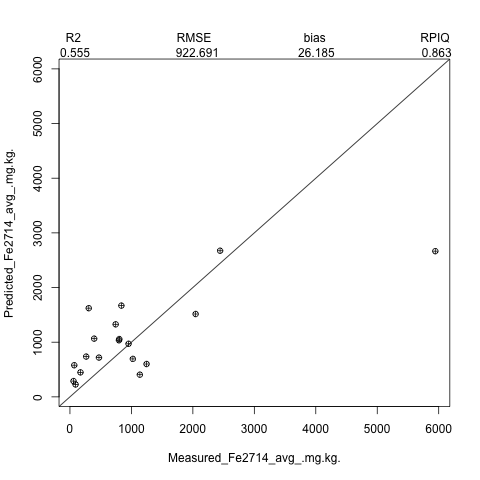 R2 RMSE bias RPIQ
0.555 922.691 26.185 0.863
Predicted_Fe2714_avg_.mg.kg.
6000
5000
4000
3000
2000
1000
0
0 1000 2000 3000 4000 5000 6000
Measured_Fe2714_avg_.mg.kg.